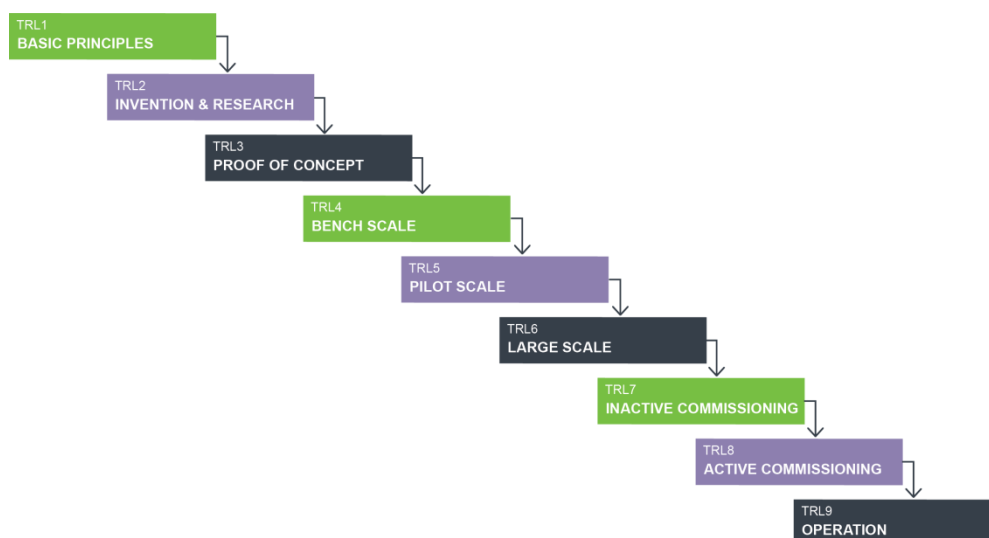 TRL1
BASIC PRINCIPLES
TRL2
INVENTION & RESEARCH
TRL3
PROOF OF CONCEPT
TRL4
BENCH SCALE
TRL5
PILOT SCALE
TRL6
LARGE SCALE
TRL7
INACTIVE COMMISSIONING
TRL8
ACTIVE COMMISSIONING
TRL9
OPERATION